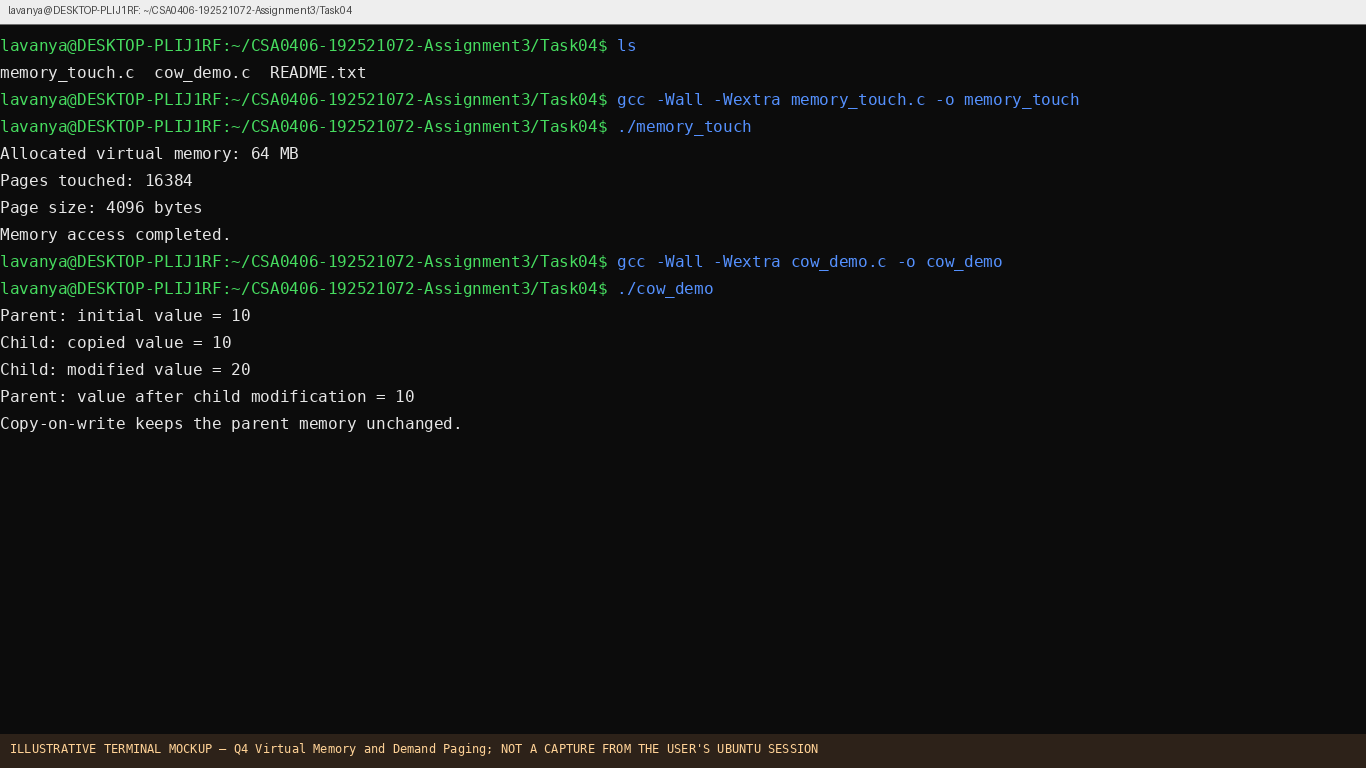 lavanya@DESKTOP-PLIJ1RF: ~/CSA0406-192521072-Assignment3/Task04
lavanya@DESKTOP-PLIJ1RF:~/CSA0406-192521072-Assignment3/Task04$ ls
memory_touch.c  cow_demo.c  README.txt
lavanya@DESKTOP-PLIJ1RF:~/CSA0406-192521072-Assignment3/Task04$ gcc -Wall -Wextra memory_touch.c -o memory_touch
lavanya@DESKTOP-PLIJ1RF:~/CSA0406-192521072-Assignment3/Task04$ ./memory_touch
Allocated virtual memory: 64 MB
Pages touched: 16384
Page size: 4096 bytes
Memory access completed.
lavanya@DESKTOP-PLIJ1RF:~/CSA0406-192521072-Assignment3/Task04$ gcc -Wall -Wextra cow_demo.c -o cow_demo
lavanya@DESKTOP-PLIJ1RF:~/CSA0406-192521072-Assignment3/Task04$ ./cow_demo
Parent: initial value = 10
Child: copied value = 10
Child: modified value = 20
Parent: value after child modification = 10
Copy-on-write keeps the parent memory unchanged.
ILLUSTRATIVE TERMINAL MOCKUP — Q4 Virtual Memory and Demand Paging; NOT A CAPTURE FROM THE USER'S UBUNTU SESSION